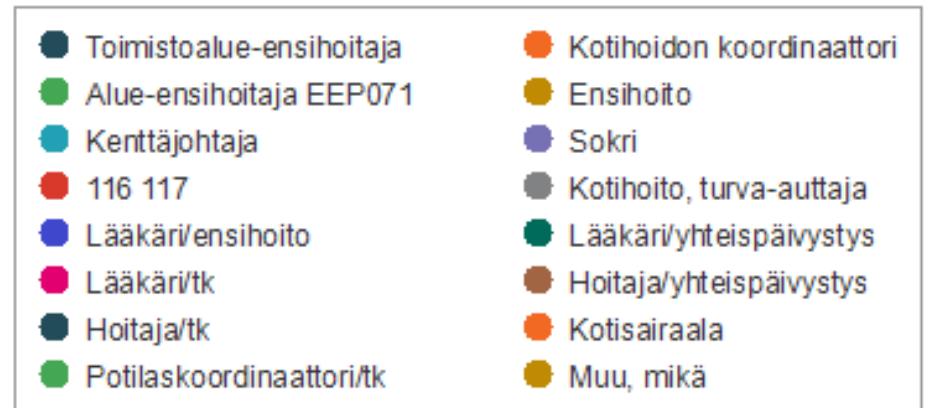 Toimistoalue-ensihoitaja
Alue-ensihoitaja EEP071
Kenttäjohtaja
116 117
Lääkäri/ensihoito
Lääkäri/tk
Hoitaja/tk
Potilaskoordinaattori/tk
Kotihoidon koordinaattori
Ensihoito
Sokri
Kotihoito, turva-auttaja
Lääkäri/yhteispäivystys
Hoitaja/yhteispäivystys
Kotisairaala
Muu, mikä